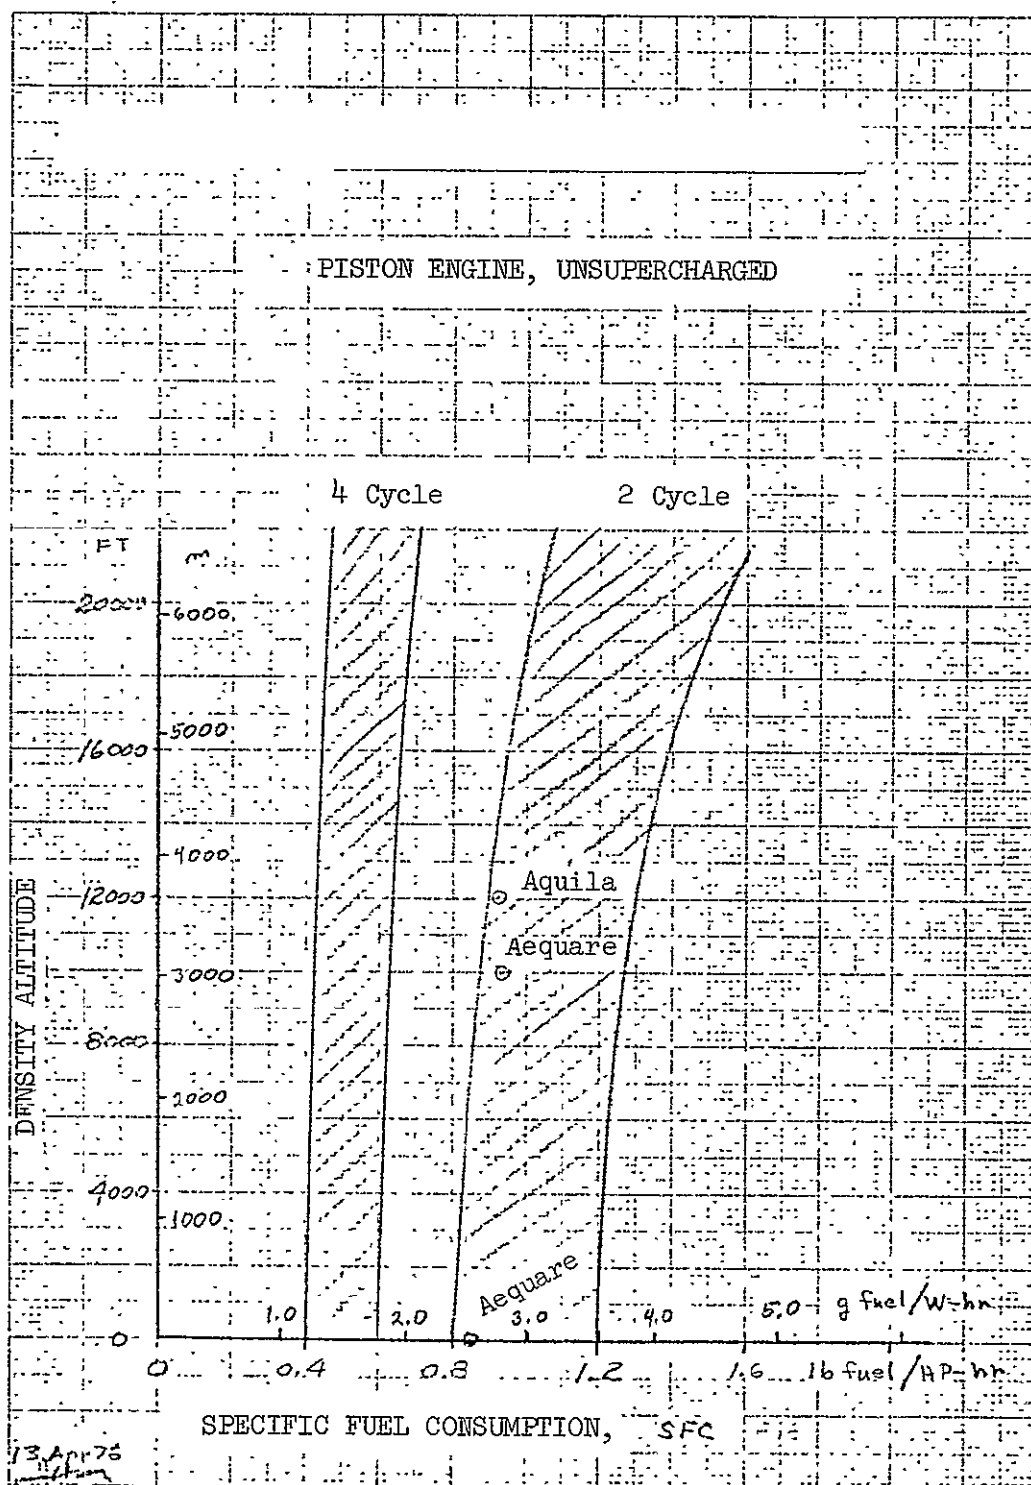 PISTON ENGINE, UNSUPERCHARGED
4 Cycle 2 Cycle
FT m
20000 6000
5000
16000
4000
12000 Aquila
Aequare
3000
8000
2000
4000
1000
Aequare
1.0 2.0 3.0 4.0 5.0 g fuel/W-hr
0
0 0.4 0.8 1.2 1.6 lb fuel/HP-hr
DENSITY ALTITUDE
SPECIFIC FUEL CONSUMPTION, SFC
13 Apr 76